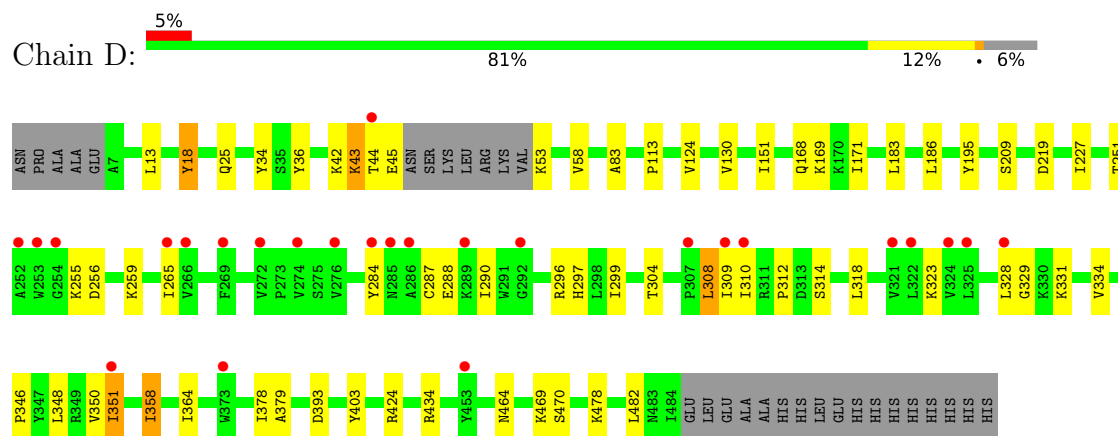 5%
Chain D:
81% 12% • 6%
ASN PRO ALA ALA GLU A7 L13 Y18 Q25 Y34 S35 Y36 K42 K43 T44 E45 ASN SER LYS LEU ARG LYS VAL K53 V58 A83 P113 V124 V130 I151 Q168 K169 K170 I171 L183 L186 Y195 S209 D219 I227 T251
A252 W253 G254 K255 D256 K259 I265 V266 F269 V272 P273 V274 S275 V276 Y284 N285 A286 C287 E288 K289 I290 W291 G292 R296 H297 L298 I299 T304 P307 L308 I309 I310 R311 P312 D313 S314 L318 V321 L322 K323 V324 L325 L328 G329 K330 K331 V334
P346 Y347 L348 R349 V350 I351 I358 I364 W373 I378 A379 D393 Y403 R424 R434 Y453 N464 K469 S470 K478 L482 N483 I484 GLU LEU GLU ALA ALA HIS HIS LEU GLU HIS HIS HIS HIS HIS HIS HIS HIS